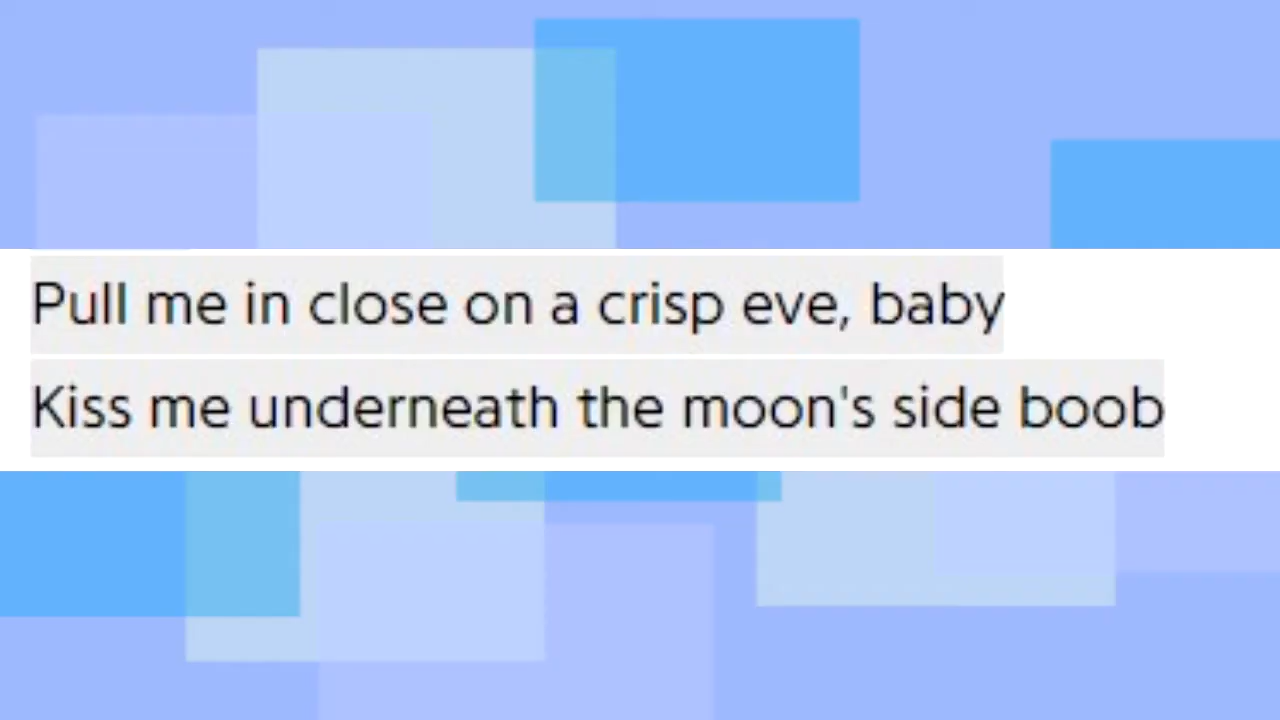 Pull me in close on a crisp eve, baby
Kiss me underneath the moon's side boob